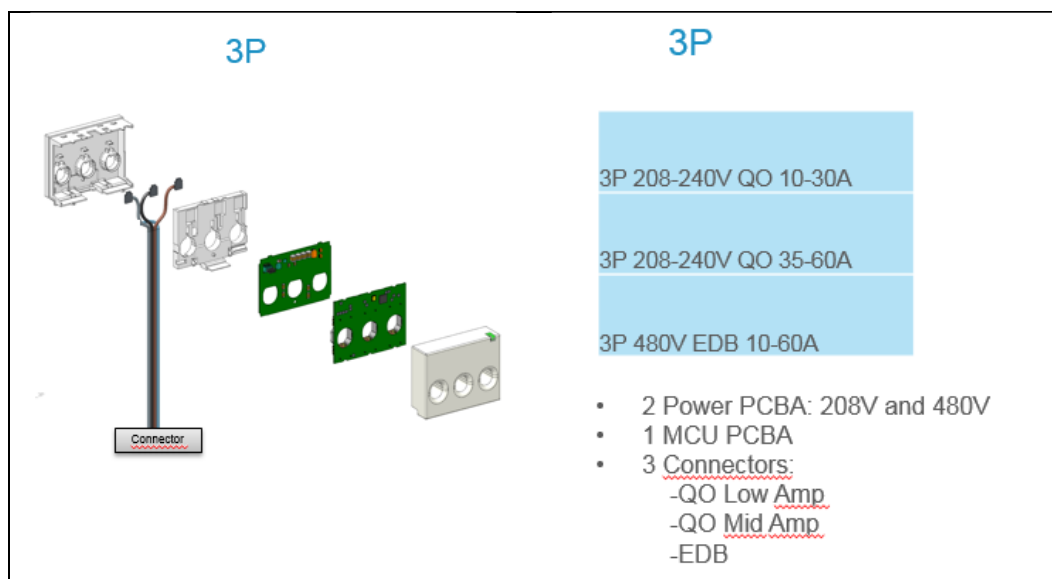 3P
Connector
3P
3P 208-240V QO 10-30A
3P 208-240V QO 35-60A
3P 480V EDB 10-60A
• 2 Power PCBA: 208V and 480V
• 1 MCU PCBA
• 3 Connectors:
-QO Low Amp
-QO Mid Amp
-EDB